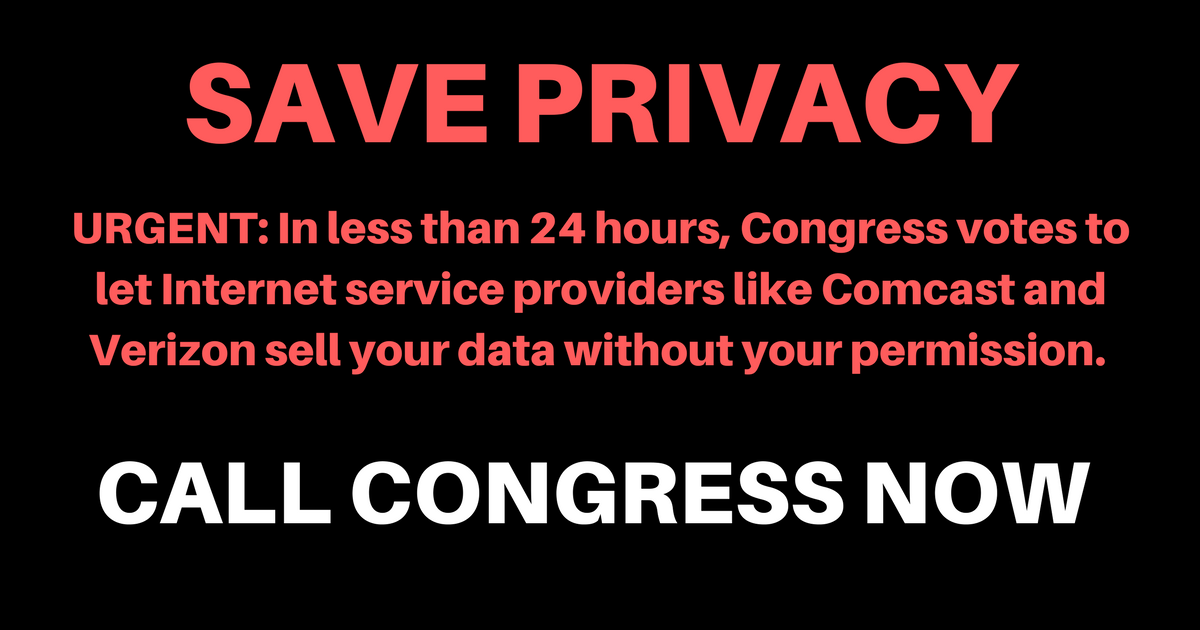 SAVE PRIVACY
URGENT: In less than 24 hours, Congress votes to
let Internet service providers like Comcast and
Verizon sell your data without your permission.
CALL CONGRESS NOW